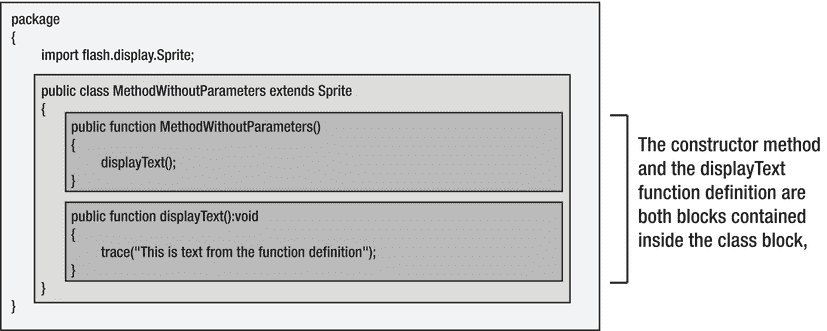 package
{
import flash.display.Sprite;
public class MethodWithoutParameters extends Sprite
{
public function MethodWithoutParameters()
{
displayText();
}
public function displayText():void
{
trace("This is text from the function definition");
}
}
}
The constructor method
and the displayText
function definition are
both blocks contained
inside the class block,